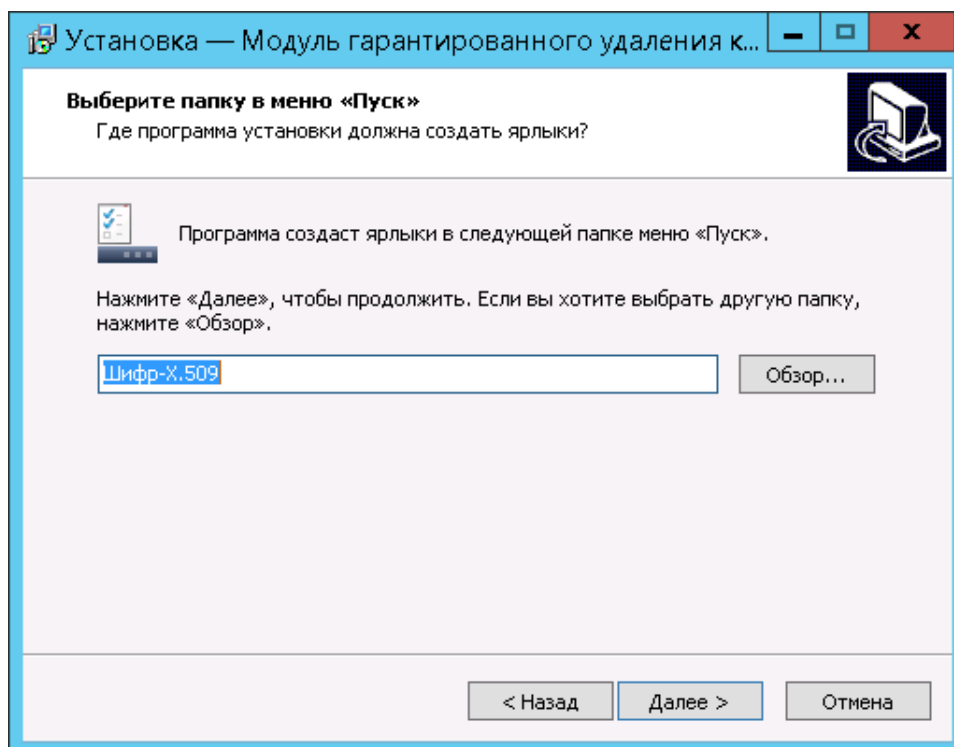 Установка — Модуль гарантированного удаления к...
Выберите папку в меню «Пуск»
Где программа установки должна создать ярлыки?
Программа создаст ярлыки в следующей папке меню «Пуск».
Нажмите «Далее», чтобы продолжить. Если вы хотите выбрать другую папку,
нажмите «Обзор».
Шифр-X.509
Обзор...
< Назад
Далее >
Отмена